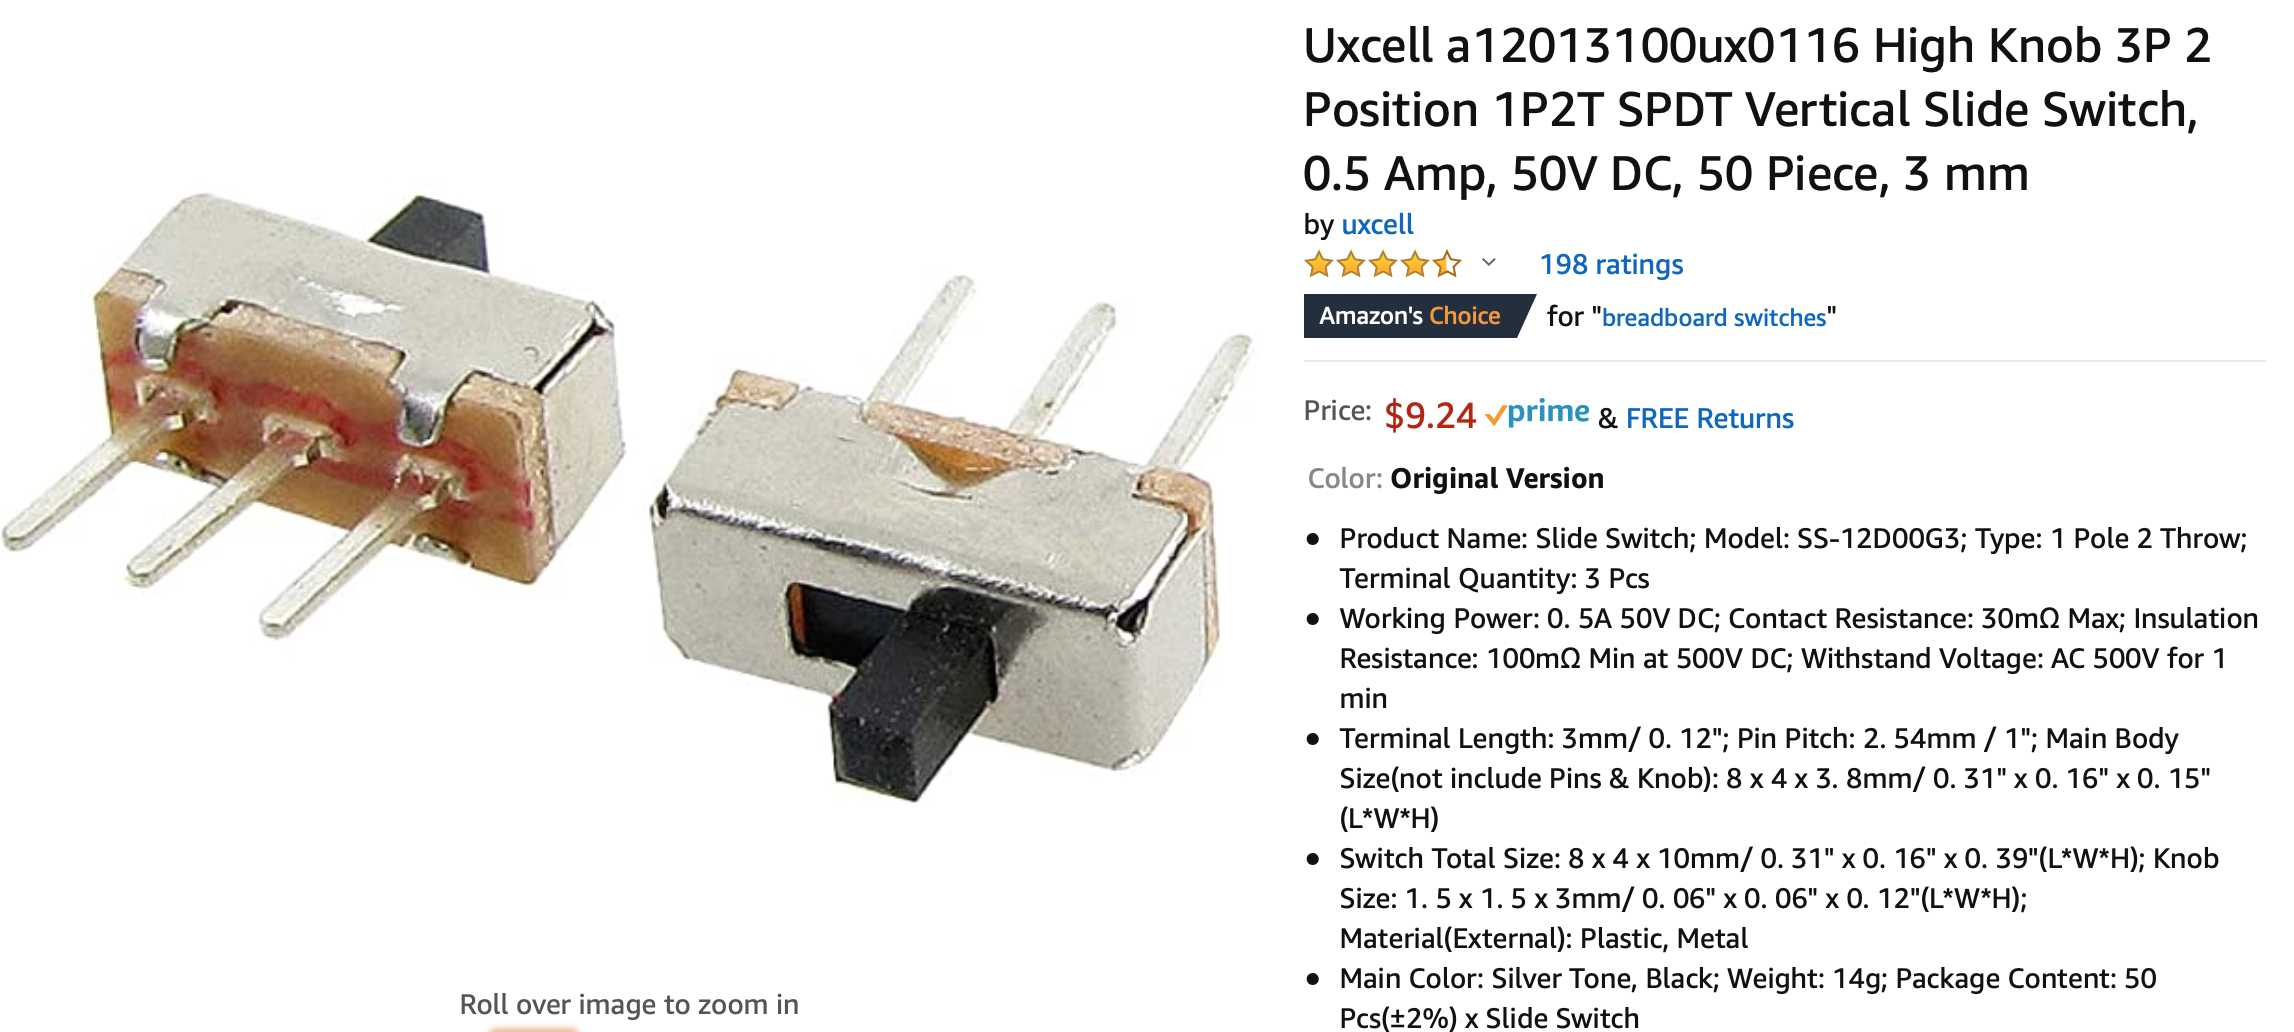 Uxcell a12013100ux0116 High Knob 3P 2
Position 1P2T SPDT Vertical Slide Switch,
0.5 Amp, 50V DC, 50 Piece, 3 mm
by uxcell
198 ratings
Amazon's Choice for "breadboard switches"
Price: $9.24 prime & FREE Returns
Color: Original Version
● Product Name: Slide Switch; Model: SS-12D00G3; Type: 1 Pole 2 Throw;
Terminal Quantity: 3 Pcs
● Working Power: 0. 5A 50V DC; Contact Resistance: 30mΩ Max; Insulation
Resistance: 100mΩ Min at 500V DC; Withstand Voltage: AC 500V for 1
min
● Terminal Length: 3mm/ 0. 12"; Pin Pitch: 2. 54mm / 1"; Main Body
Size(not include Pins & Knob): 8 x 4 x 3. 8mm/ 0. 31" x 0. 16" x 0. 15"
(L*W*H)
● Switch Total Size: 8 x 4 x 10mm/ 0. 31" x 0. 16" x 0. 39"(L*W*H); Knob
Size: 1. 5 x 1. 5 x 3mm/ 0. 06" x 0. 06" x 0. 12"(L*W*H);
Material(External): Plastic, Metal
● Main Color: Silver Tone, Black; Weight: 14g; Package Content: 50
Pcs(±2%) x Slide Switch
Roll over image to zoom in